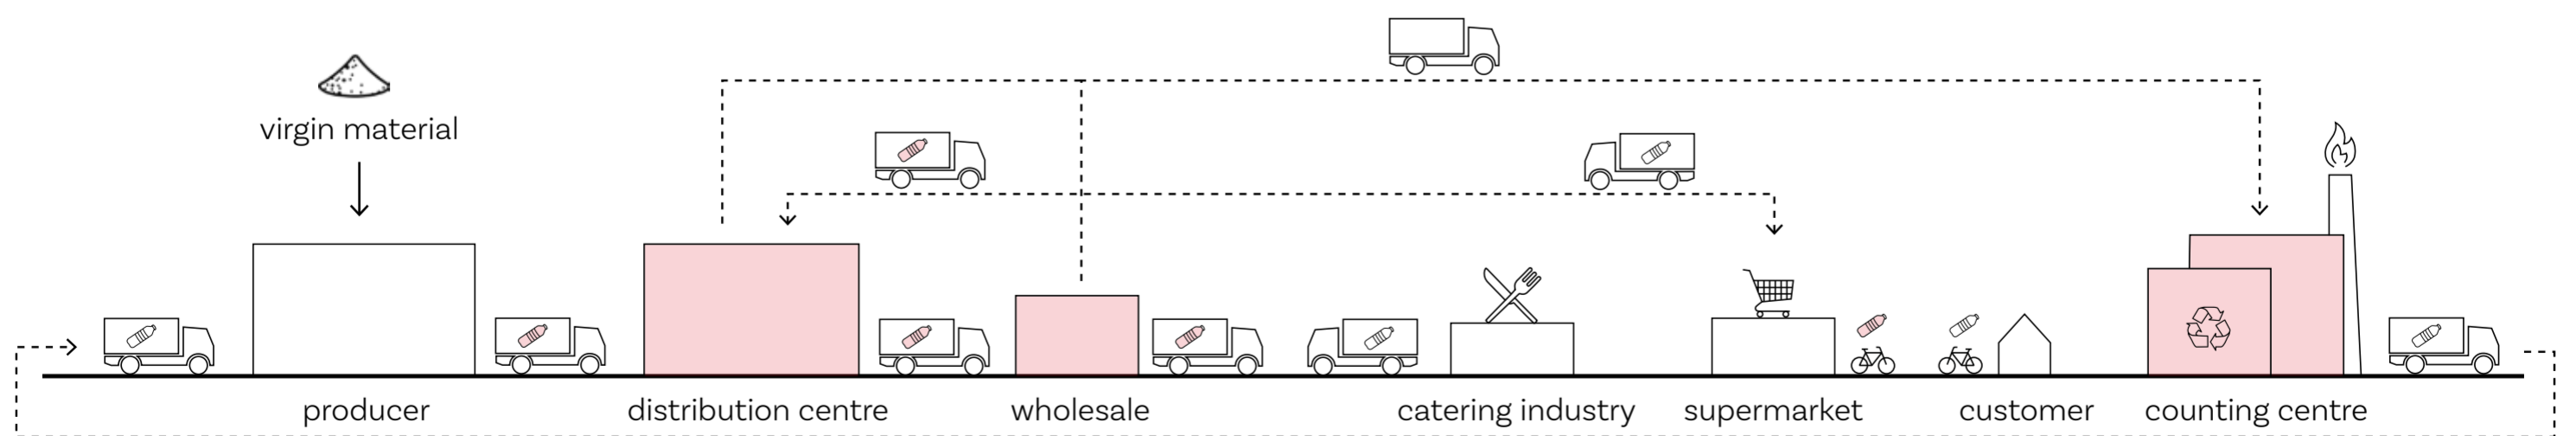 virgin material
producer
distribution centre
wholesale
catering industry
supermarket
customer
counting centre